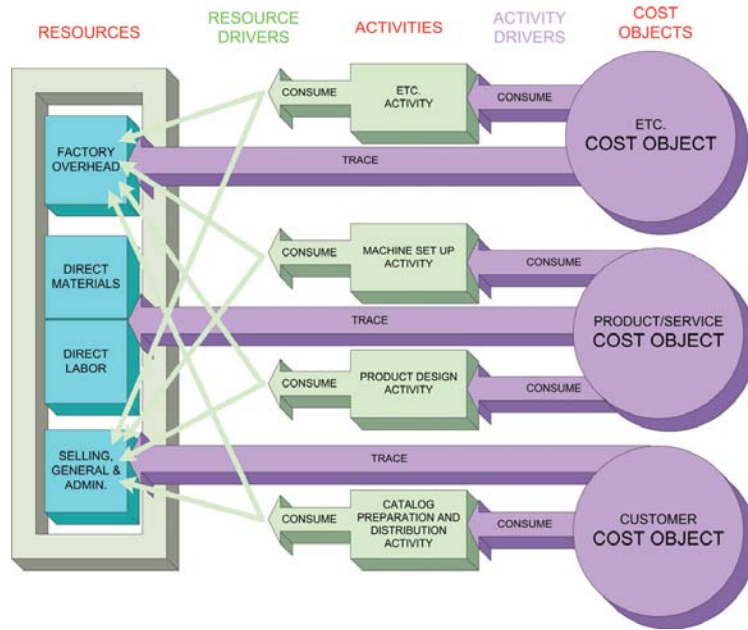 RESOURCES
RESOURCE
DRIVERS
ACTIVITIES
ACTIVITY
DRIVERS
COST
OBJECTS
CONSUME
ETC.
ACTIVITY
CONSUME
ETC.
COST OBJECT
FACTORY
OVERHEAD
TRACE
DIRECT
MATERIALS
CONSUME
MACHINE SET UP
ACTIVITY
CONSUME
TRACE
PRODUCT/SERVICE
COST OBJECT
DIRECT
LABOR
CONSUME
PRODUCT DESIGN
ACTIVITY
CONSUME
SELLING,
GENERAL &
ADMIN.
TRACE
CONSUME
CATALOG
PREPARATION AND
DISTRIBUTION
ACTIVITY
CONSUME
CUSTOMER
COST OBJECT